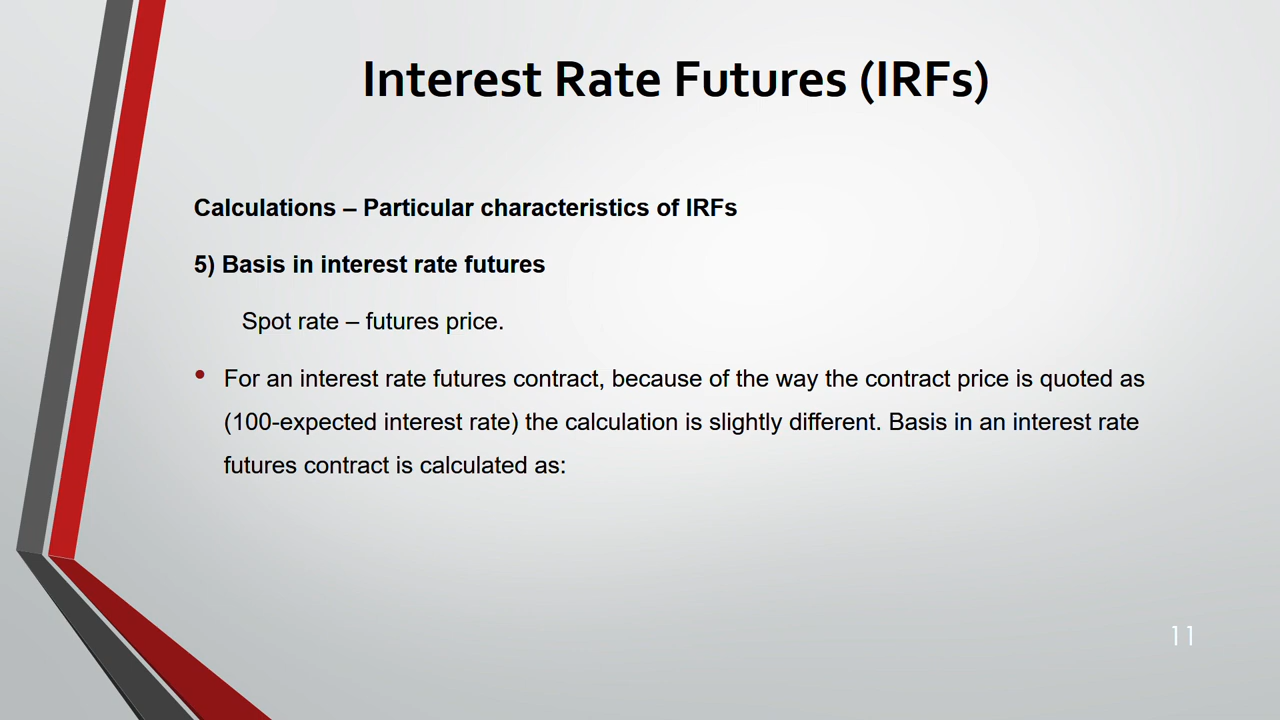 Interest Rate Futures (IRFs)
Calculations – Particular characteristics of IRFs
5) Basis in interest rate futures
Spot rate – futures price.
• For an interest rate futures contract, because of the way the contract price is quoted as
(100-expected interest rate) the calculation is slightly different. Basis in an interest rate
futures contract is calculated as:
11